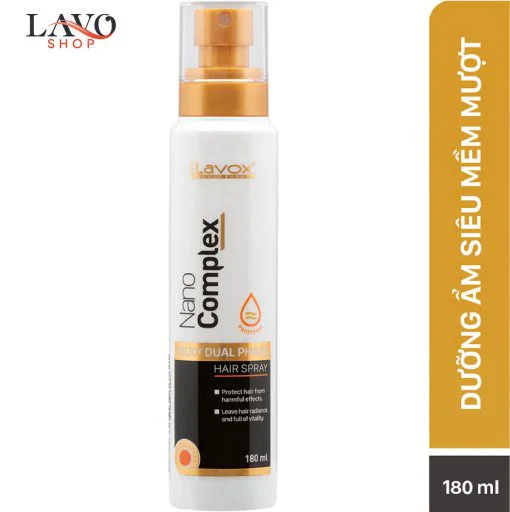 LAVO
SHOP
Lavox
Nano
Complex
Panthenol
DUAL
HAIR SPRAY
Protect hair from
harmful effects.
Leave hair radiance
and full of vitality.
180 ml
DƯỠNG ẨM SIÊU MỀM MƯỢT
180 ml